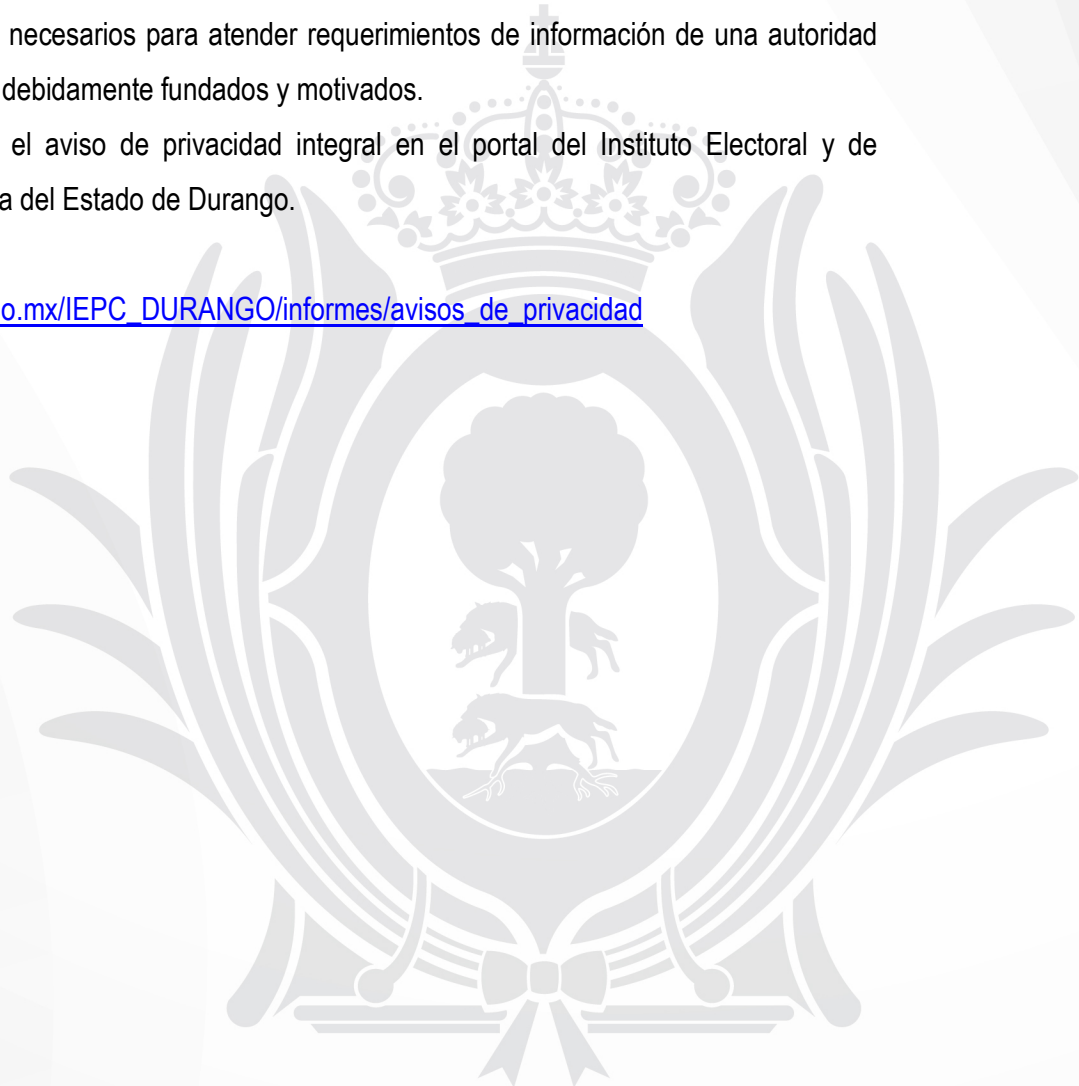 necesarios para atender requerimientos de información de una autoridad
debidamente fundados y motivados.
el aviso de privacidad integral en el portal del Instituto Electoral y de
a del Estado de Durango.
o.mx/IEPC_DURANGO/informes/avisos_de_privacidad